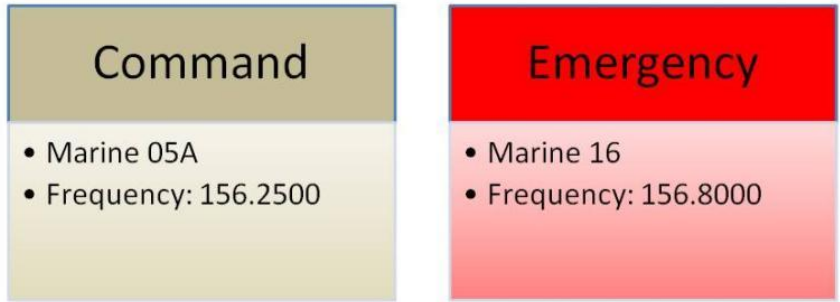 Command
• Marine 05A
• Frequency: 156.2500
Emergency
• Marine 16
• Frequency: 156.8000